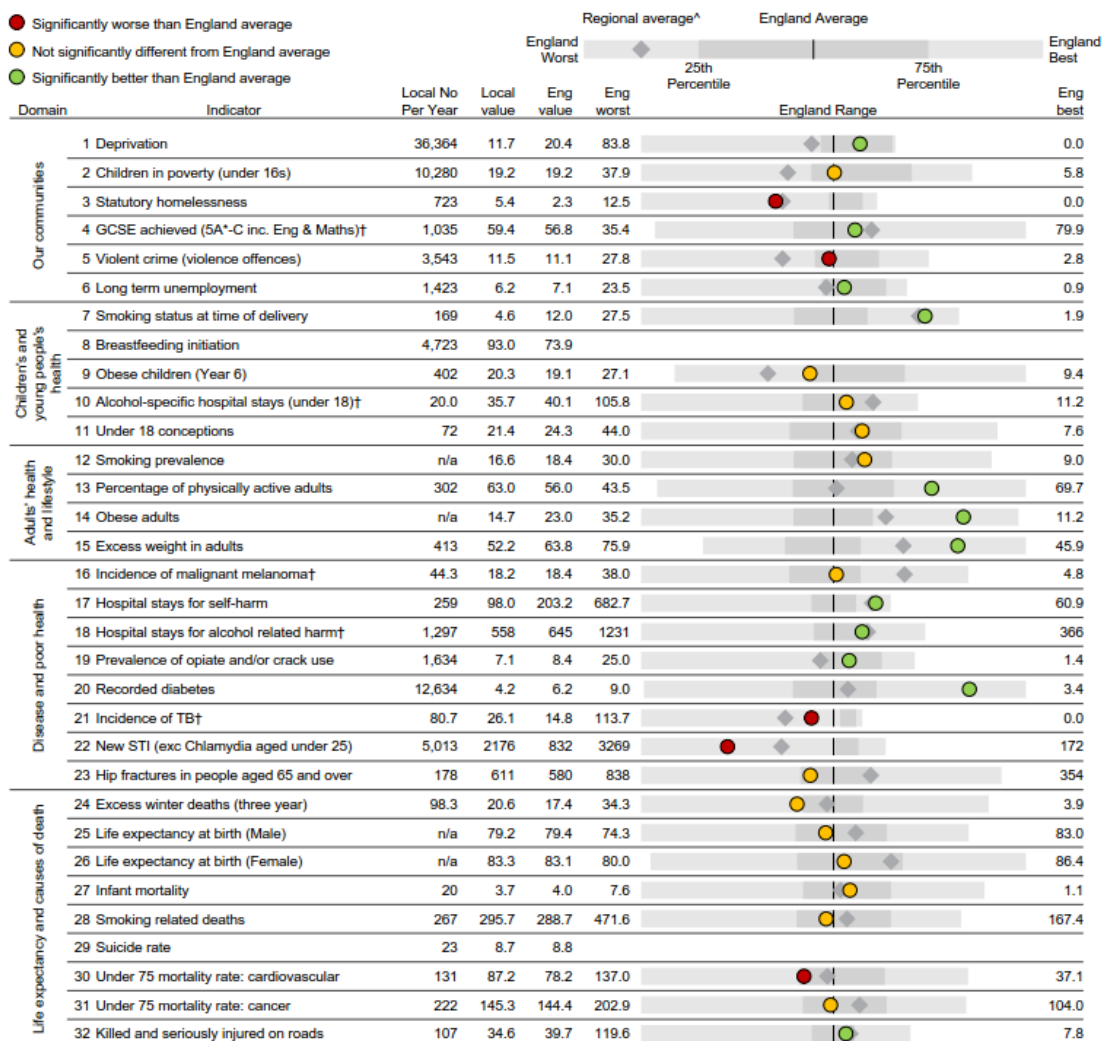 Significantly worse than England average
Not significantly different from England average
Significantly better than England average
Regional average^ England Average
England Worst England Best
25th Percentile 75th Percentile
Domain Indicator Local No Per Year Local value Eng value Eng worst England Range Eng best
Our communities
1 Deprivation 36,364 11.7 20.4 83.8 0.0
2 Children in poverty (under 16s) 10,280 19.2 19.2 37.9 5.8
3 Statutory homelessness 723 5.4 2.3 12.5 0.0
4 GCSE achieved (5A*-C inc. Eng & Maths)† 1,035 59.4 56.8 35.4 79.9
5 Violent crime (violence offences) 3,543 11.5 11.1 27.8 2.8
6 Long term unemployment 1,423 6.2 7.1 23.5 0.9
Children's and young people's health
7 Smoking status at time of delivery 169 4.6 12.0 27.5 1.9
8 Breastfeeding initiation 4,723 93.0 73.9
9 Obese children (Year 6) 402 20.3 19.1 27.1 9.4
10 Alcohol-specific hospital stays (under 18)† 20.0 35.7 40.1 105.8 11.2
11 Under 18 conceptions 72 21.4 24.3 44.0 7.6
Adults' health and lifestyle
12 Smoking prevalence n/a 16.6 18.4 30.0 9.0
13 Percentage of physically active adults 302 63.0 56.0 43.5 69.7
14 Obese adults n/a 14.7 23.0 35.2 11.2
15 Excess weight in adults 413 52.2 63.8 75.9 45.9
Disease and poor health
16 Incidence of malignant melanoma† 44.3 18.2 18.4 38.0 4.8
17 Hospital stays for self-harm 259 98.0 203.2 682.7 60.9
18 Hospital stays for alcohol related harm† 1,297 558 645 1231 366
19 Prevalence of opiate and/or crack use 1,634 7.1 8.4 25.0 1.4
20 Recorded diabetes 12,634 4.2 6.2 9.0 3.4
21 Incidence of TB† 80.7 26.1 14.8 113.7 0.0
22 New STI (exc Chlamydia aged under 25) 5,013 2176 832 3269 172
23 Hip fractures in people aged 65 and over 178 611 580 838 354
Life expectancy and causes of death
24 Excess winter deaths (three year) 98.3 20.6 17.4 34.3 3.9
25 Life expectancy at birth (Male) n/a 79.2 79.4 74.3 83.0
26 Life expectancy at birth (Female) n/a 83.3 83.1 80.0 86.4
27 Infant mortality 20 3.7 4.0 7.6 1.1
28 Smoking related deaths 267 295.7 288.7 471.6 167.4
29 Suicide rate 23 8.7 8.8
30 Under 75 mortality rate: cardiovascular 131 87.2 78.2 137.0 37.1
31 Under 75 mortality rate: cancer 222 145.3 144.4 202.9 104.0
32 Killed and seriously injured on roads 107 34.6 39.7 119.6 7.8